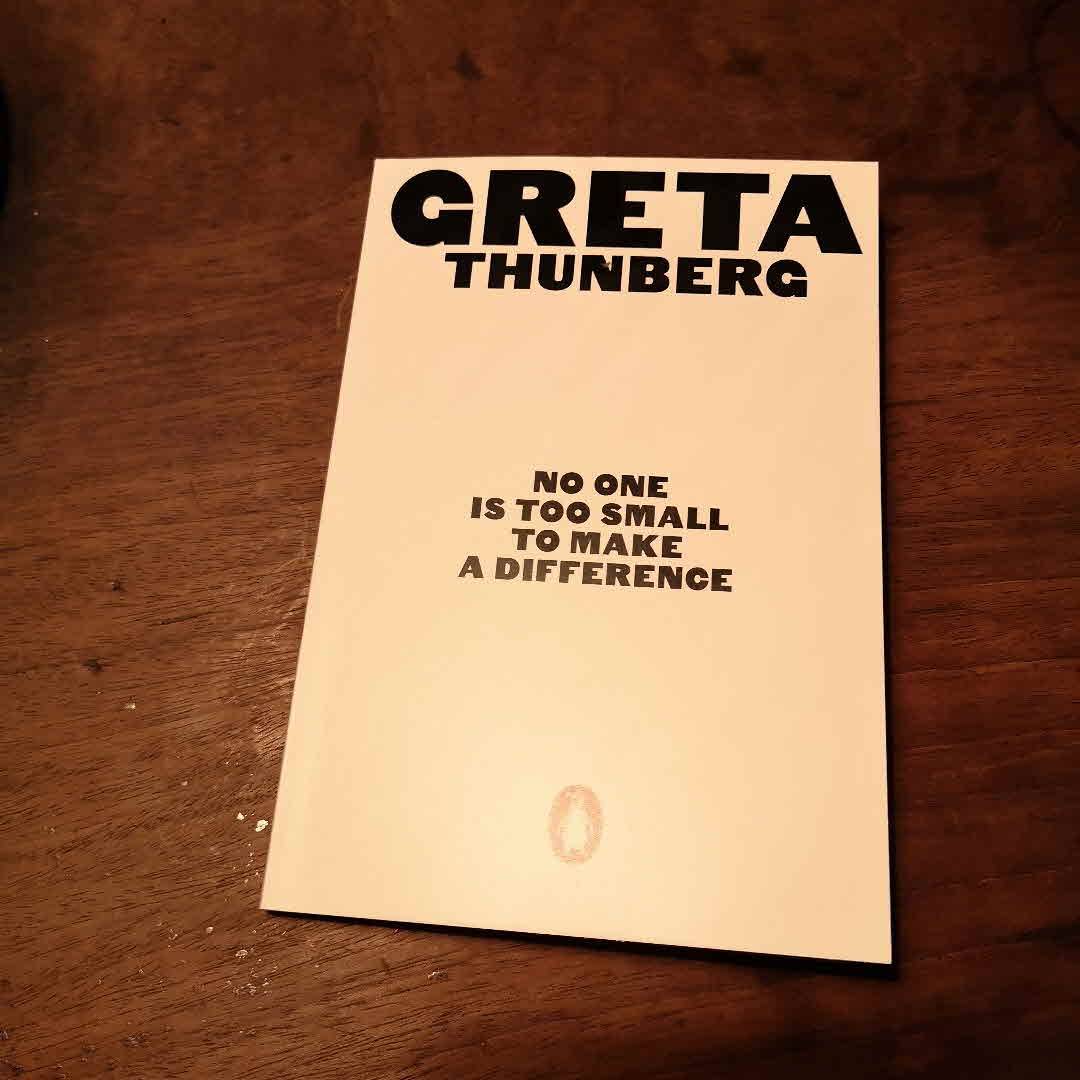 GRETA
THUNBERG
NO ONE
IS TOO SMALL
TO MAKE
A DIFFERENCE